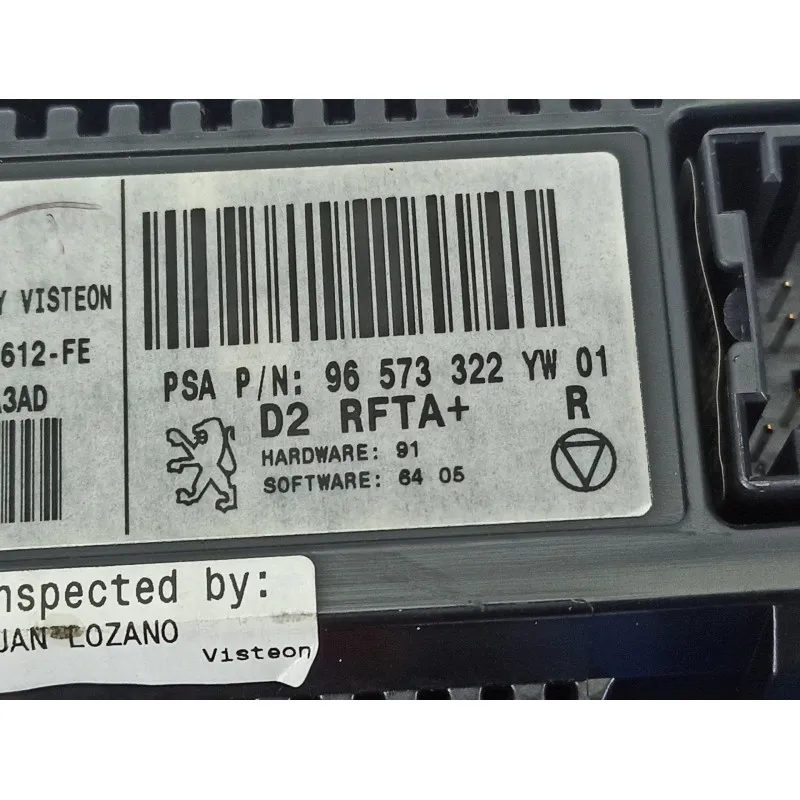 Y VISTEON
612-FE
3AD
PSA P/N: 96 573 322 YW 01
D2 RFTA+ R
HARDWARE: 91
SOFTWARE: 64 05
nspected by:
UAN LOZANO
Visteon